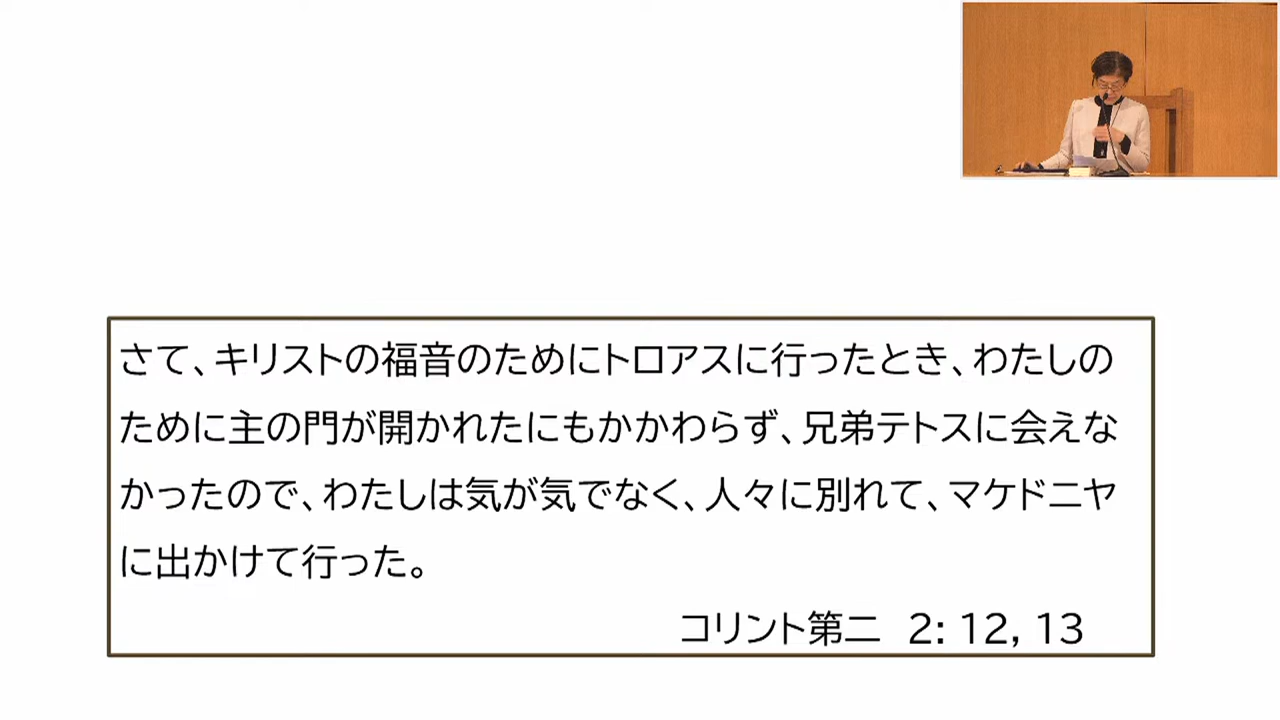 さて、キリストの福音のためにトロアスに行ったとき、わたしの
ために主の門が開かれたにもかかわらず、兄弟テトスに会えな
かったので、わたしは気が気でなく、人々に別れて、マケドニヤ
に出かけて行った。
コリント第二 2: 12, 13